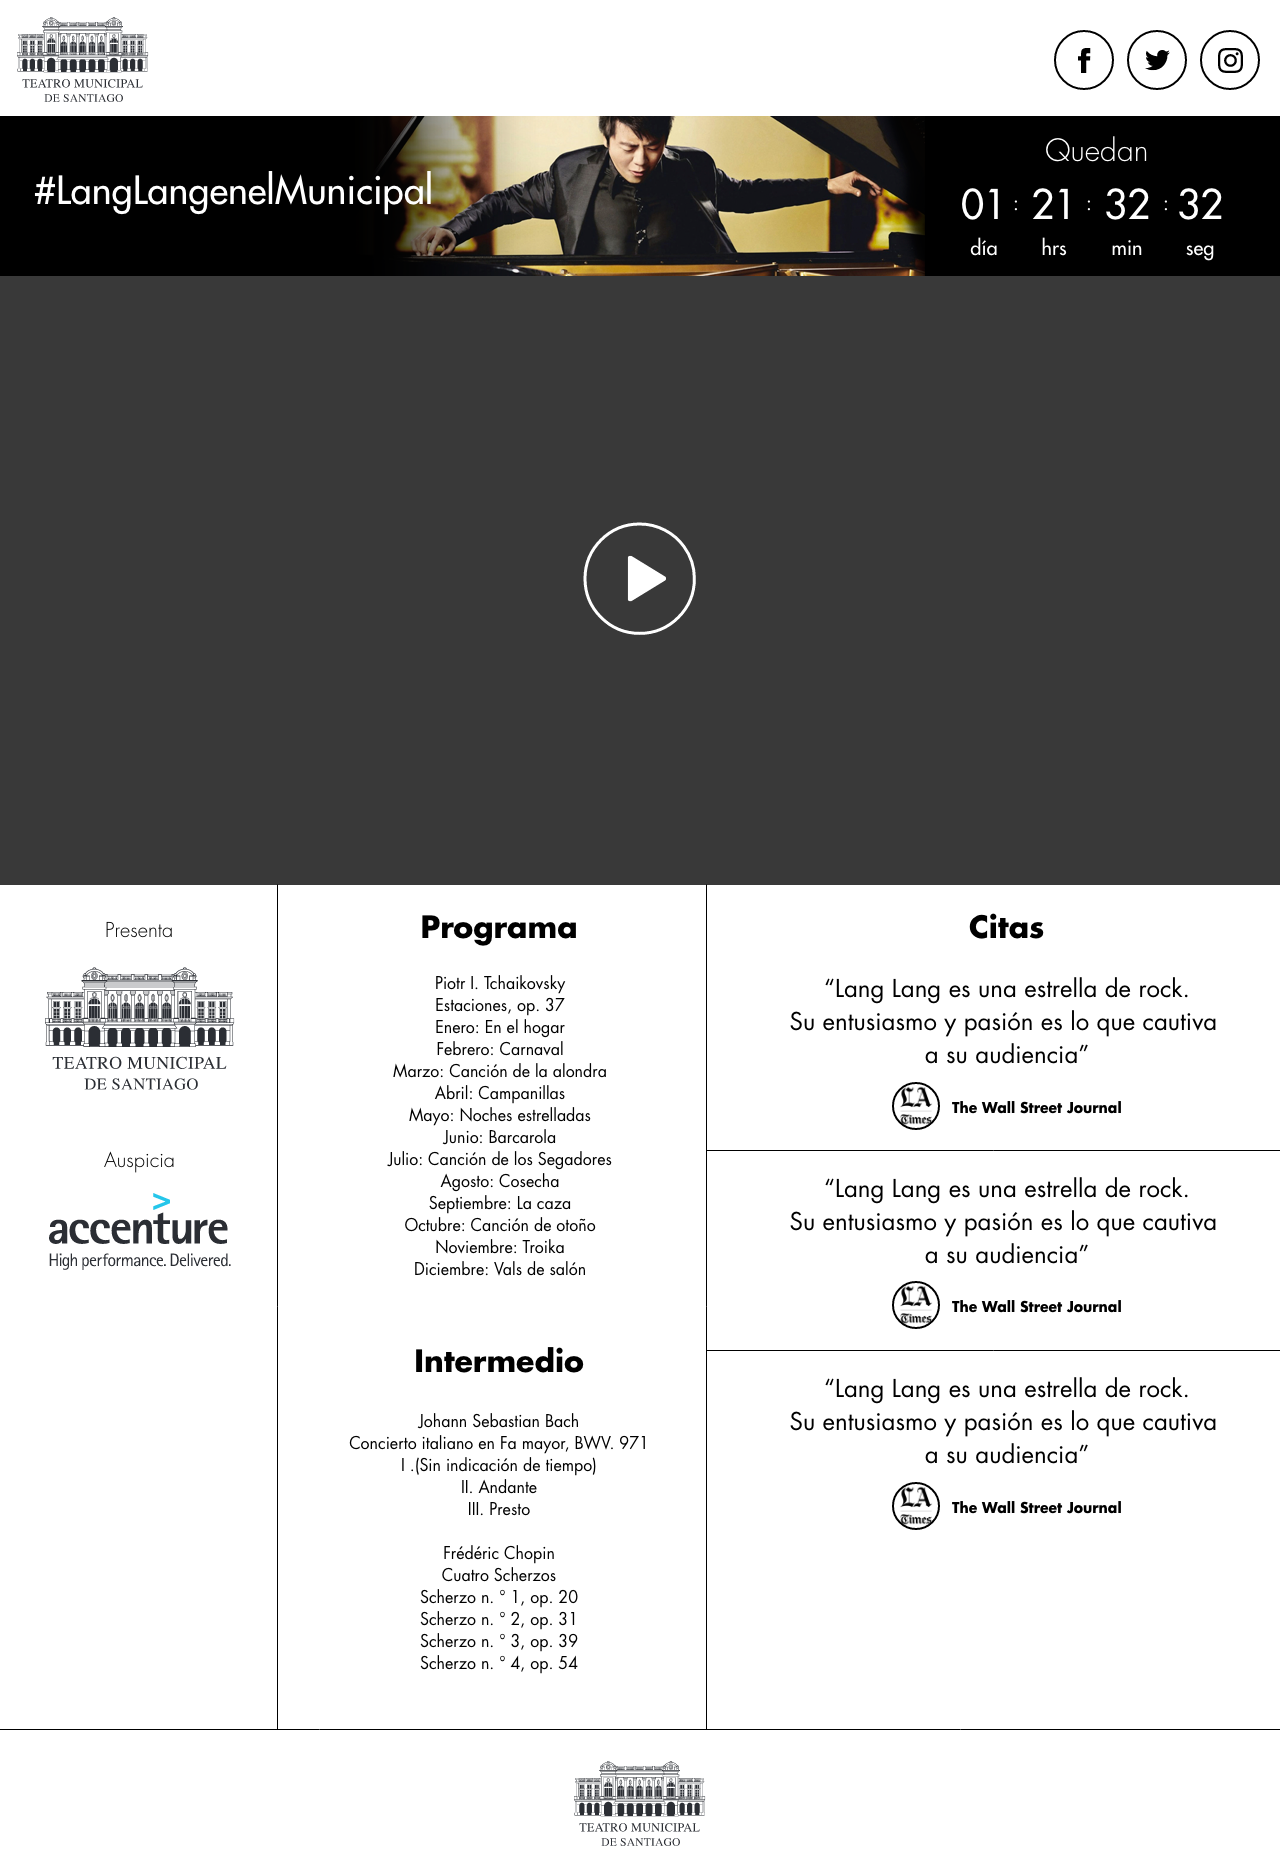 TEATRO MUNICIPAL
DE SANTIAGO
#LangLangenelMunicipal
Quedan
01 : 21 : 32 : 32
día hrs min seg
Presenta
TEATRO MUNICIPAL
DE SANTIAGO
Auspicia
accenture
High performance. Delivered.
Programa
Piotr I. Tchaikovsky
Estaciones, op. 37
Enero: En el hogar
Febrero: Carnaval
Marzo: Canción de la alondra
Abril: Campanillas
Mayo: Noches estrelladas
Junio: Barcarola
Julio: Canción de los Segadores
Agosto: Cosecha
Septiembre: La caza
Octubre: Canción de otoño
Noviembre: Troika
Diciembre: Vals de salón
Intermedio
Johann Sebastian Bach
Concierto italiano en Fa mayor, BWV. 971
I .(Sin indicación de tiempo)
II. Andante
III. Presto
Frédéric Chopin
Cuatro Scherzos
Scherzo n. ° 1, op. 20
Scherzo n. ° 2, op. 31
Scherzo n. ° 3, op. 39
Scherzo n. ° 4, op. 54
Citas
“Lang Lang es una estrella de rock.
Su entusiasmo y pasión es lo que cautiva
a su audiencia”
LA
Times
The Wall Street Journal
“Lang Lang es una estrella de rock.
Su entusiasmo y pasión es lo que cautiva
a su audiencia”
LA
Times
The Wall Street Journal
“Lang Lang es una estrella de rock.
Su entusiasmo y pasión es lo que cautiva
a su audiencia”
LA
Times
The Wall Street Journal
TEATRO MUNICIPAL
DE SANTIAGO